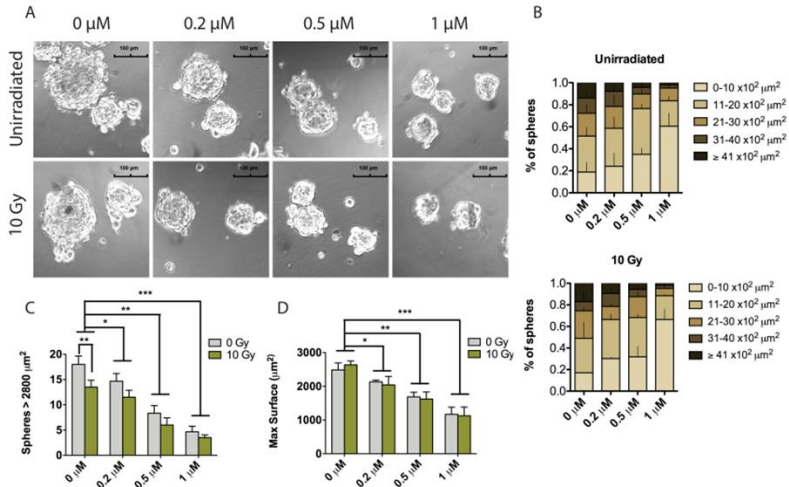 A
0 μM
0.2 μM
0.5 μM
1 μM
Unirradiated
100 μm
100 μm
100 μm
100 μm
10 Gy
100 μm
100 μm
100 μm
100 μm
B
Unirradiated
% of spheres
1.0
0.8
0.6
0.4
0.2
0.0
0 μM
0.2 μM
0.5 μM
1 μM
0-10 x10² μm²
11-20 x10² μm²
21-30 x10² μm²
31-40 x10² μm²
≥ 41 x10² μm²
10 Gy
% of spheres
1.0
0.8
0.6
0.4
0.2
0.0
0 μM
0.2 μM
0.5 μM
1 μM
0-10 x10² μm²
11-20 x10² μm²
21-30 x10² μm²
31-40 x10² μm²
≥ 41 x10² μm²
C
***
**
*
**
0 Gy
10 Gy
Spheres > 2800 μm²
20
15
10
5
0
0 μM
0.2 μM
0.5 μM
1 μM
D
***
**
*
0 Gy
10 Gy
Max Surface (μm²)
3000
2000
1000
0
0 μM
0.2 μM
0.5 μM
1 μM